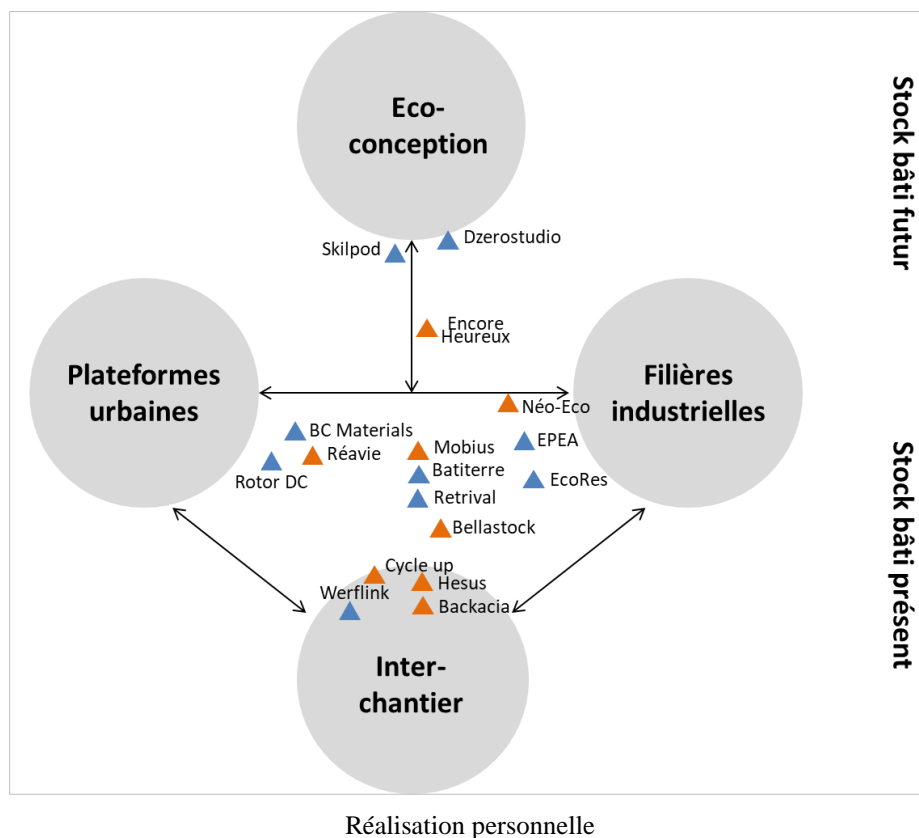 Eco-
conception
Stock bâti futur
Skilpod
Dzerostudio
Encore
Heureux
Plateformes
urbaines
Filières
industrielles
Néo-Eco
BC Materials
Réavie
Rotor DC
Mobius
Batiterre
Retrival
EPEA
EcoRes
Bellastock
Stock bâti présent
Cycle up
Werflink
Hesus
Backacia
Inter-
chantier
Réalisation personnelle